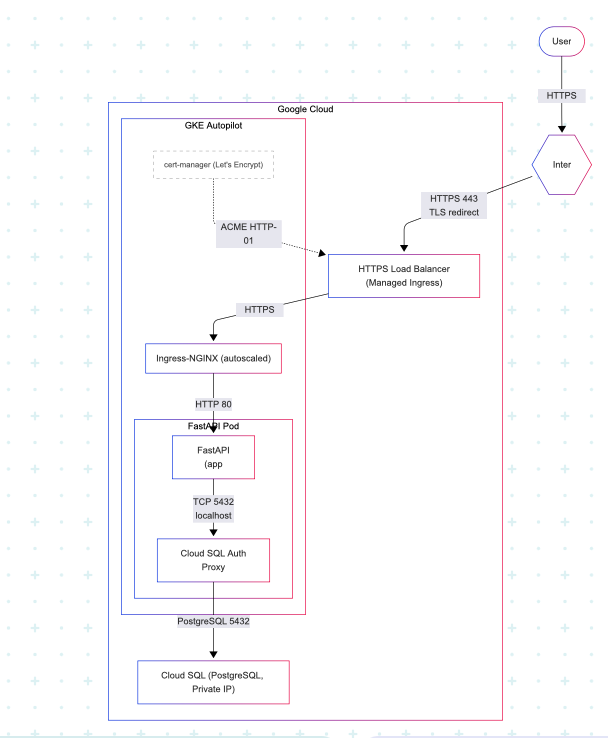 User
HTTPS
Google Cloud
GKE Autopilot
cert-manager (Let's Encrypt)
Inter
HTTPS 443
TLS redirect
ACME HTTP-
01
HTTPS Load Balancer
(Managed Ingress)
HTTPS
Ingress-NGINX (autoscaled)
HTTP 80
FastAPI Pod
FastAPI
(app
TCP 5432
localhost
Cloud SQL Auth
Proxy
PostgreSQL 5432
Cloud SQL (PostgreSQL,
Private IP)